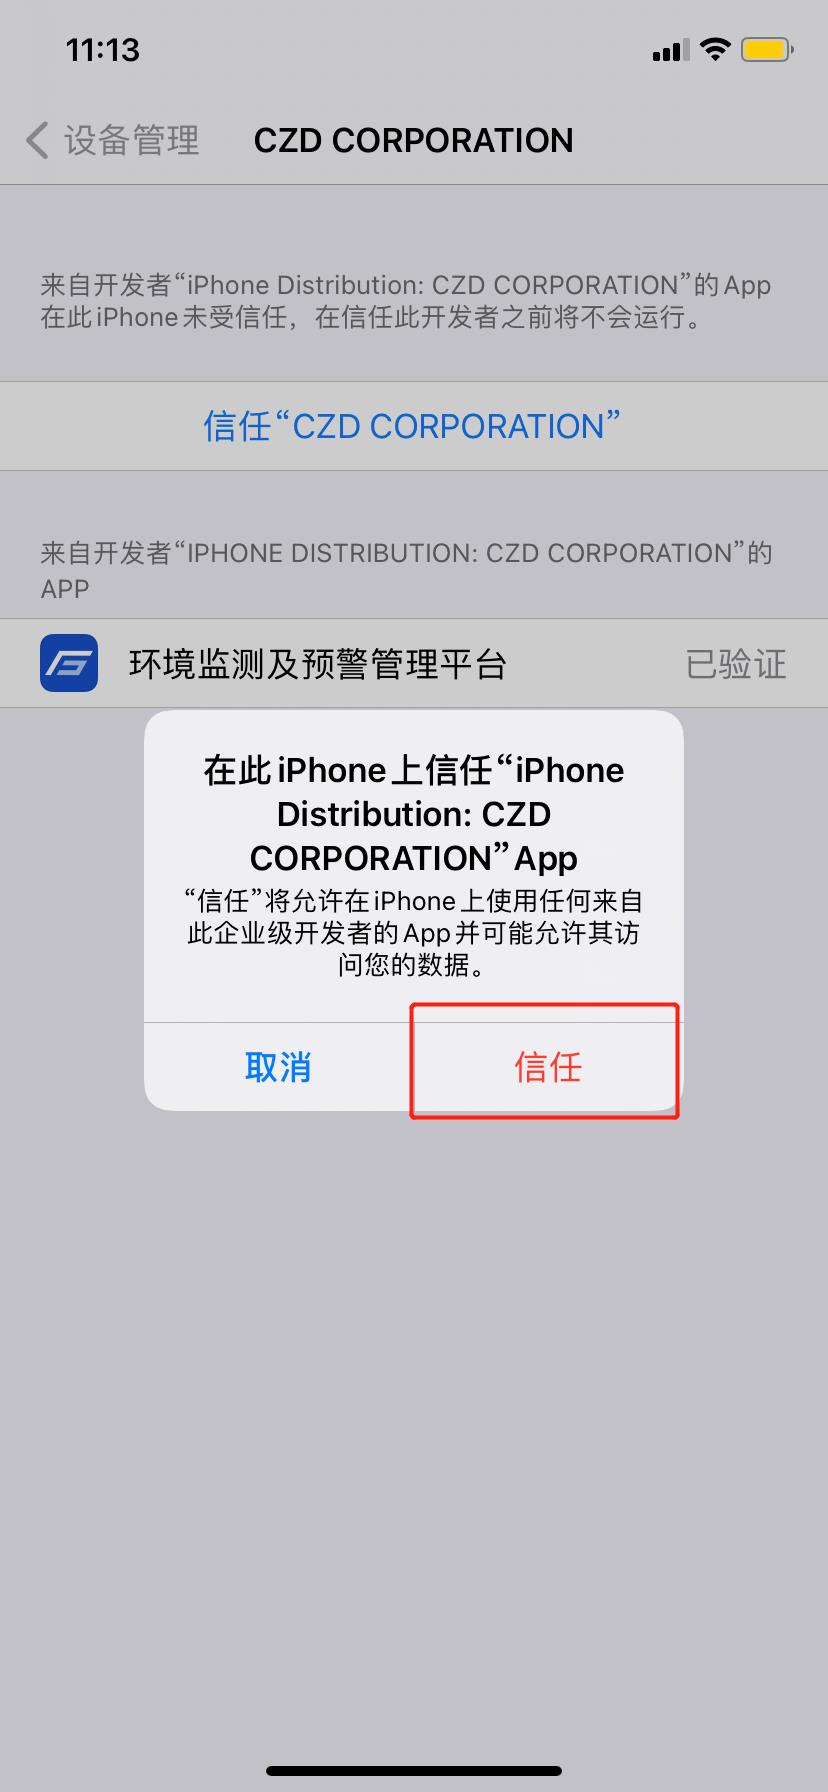 11:13
设备管理
CZD CORPORATION
来自开发者“iPhone Distribution: CZD CORPORATION”的App
在此iPhone未受信任，在信任此开发者之前将不会运行。
信任“CZD CORPORATION”
来自开发者“IPHONE DISTRIBUTION: CZD CORPORATION”的
APP
环境监测及预警管理平台
已验证
在此iPhone上信任“iPhone
Distribution: CZD
CORPORATION”App
“信任”将允许在iPhone上使用任何来自
此企业级开发者的App并可能允许其访
问您的数据。
取消
信任